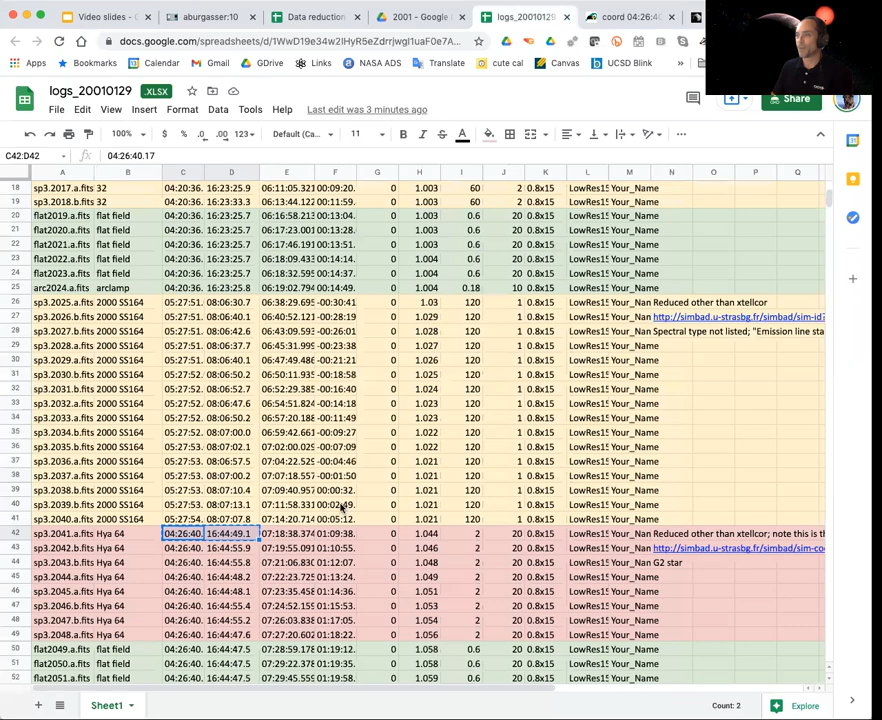 Video slides - aburgasser:10 Data reduction 2001 - Google logs_20010129 coord 04:26:40
docs.google.com/spreadsheets/d/1WwD19e34w2IHyR5eZdrrjwgI1uaF0e7A...
Apps Bookmarks Calendar Gmail GDrive Links NASA ADS Translate cute cal Canvas UCSD Blink »
logs_20010129 .XLSX
File Edit View Insert Format Data Tools Help Last edit was 3 minutes ago Share
100% $ % .0 .00 123 Default (Ca... 11 B I S A
C42:D42 fx 04:26:40.17
A B C D E F G H I J K L M N O P Q
18 sp3.2017.a.fits 32 04:20:36. 16:23:25.9 06:11:05.321 00:09:20. 0 1.003 60 2 0.8x15 LowRes15 Your_Name
19 sp3.2018.b.fits 32 04:20:36. 16:23:33.3 06:13:44.122 00:11:59. 0 1.003 60 2 0.8x15 LowRes15 Your_Name
20 flat2019.a.fits flat field 04:20:36. 16:23:25.7 06:16:58.213 00:13:04. 0 1.003 0.6 20 0.8x15 LowRes15 Your_Name
21 flat2020.a.fits flat field 04:20:36. 16:23:25.7 06:17:23.001 00:13:28. 0 1.003 0.6 20 0.8x15 LowRes15 Your_Name
22 flat2021.a.fits flat field 04:20:36. 16:23:25.7 06:17:46.191 00:13:51. 0 1.003 0.6 20 0.8x15 LowRes15 Your_Name
23 flat2022.a.fits flat field 04:20:36. 16:23:25.7 06:18:09.433 00:14:14. 0 1.003 0.6 20 0.8x15 LowRes15 Your_Name
24 flat2023.a.fits flat field 04:20:36. 16:23:25.7 06:18:32.595 00:14:37. 0 1.003 0.6 20 0.8x15 LowRes15 Your_Name
25 arc2024.a.fits arclamp 04:20:36. 16:23:25.8 06:19:02.794 00:14:49. 0 1.004 0.18 10 0.8x15 LowRes15 Your_Name
26 sp3.2025.a.fits 2000 SS164 05:27:51. 08:06:30.7 06:38:29.695 -00:30:41 0 1.03 120 1 0.8x15 LowRes15 Your_Nan Reduced other than xtellcor
27 sp3.2026.b.fits 2000 SS164 05:27:51. 08:06:40.1 06:40:52.121 -00:28:19 0 1.029 120 1 0.8x15 LowRes15 Your_Nan http://simbad.u-strasbg.fr/simbad/sim-id?
28 sp3.2027.b.fits 2000 SS164 05:27:51. 08:06:42.6 06:43:09.593 -00:26:01 0 1.028 120 1 0.8x15 LowRes15 Your_Nan Spectral type not listed; "Emission line sta
29 sp3.2028.a.fits 2000 SS164 05:27:51. 08:06:37.7 06:45:31.995 -00:23:38 0 1.027 120 1 0.8x15 LowRes15 Your_Name
30 sp3.2029.a.fits 2000 SS164 05:27:51. 08:06:40.1 06:47:49.486 -00:21:21 0 1.026 120 1 0.8x15 LowRes15 Your_Name
31 sp3.2030.b.fits 2000 SS164 05:27:52. 08:06:52.7 06:50:11.935 -00:18:58 0 1.025 120 1 0.8x15 LowRes15 Your_Name
32 sp3.2031.b.fits 2000 SS164 05:27:52. 08:06:52.7 06:52:29.385 -00:16:40 0 1.024 120 1 0.8x15 LowRes15 Your_Name
33 sp3.2032.a.fits 2000 SS164 05:27:52. 08:06:47.6 06:54:51.824 -00:14:18 0 1.023 120 1 0.8x15 LowRes15 Your_Name
34 sp3.2033.a.fits 2000 SS164 05:27:52. 08:06:50.2 06:57:20.188 -00:11:49 0 1.023 120 1 0.8x15 LowRes15 Your_Name
35 sp3.2034.b.fits 2000 SS164 05:27:52. 08:07:00.0 06:59:42.661 -00:09:27 0 1.022 120 1 0.8x15 LowRes15 Your_Name
36 sp3.2035.b.fits 2000 SS164 05:27:53. 08:07:02.1 07:02:00.029 -00:07:09 0 1.022 120 1 0.8x15 LowRes15 Your_Name
37 sp3.2036.a.fits 2000 SS164 05:27:53. 08:06:57.5 07:04:22.525 -00:04:46 0 1.022 120 1 0.8x15 LowRes15 Your_Name
38 sp3.2037.a.fits 2000 SS164 05:27:53. 08:07:00.2 07:07:18.557 -00:01:50 0 1.021 120 1 0.8x15 LowRes15 Your_Name
39 sp3.2038.b.fits 2000 SS164 05:27:53. 08:07:10.4 07:09:40.957 00:00:32. 0 1.021 120 1 0.8x15 LowRes15 Your_Name
40 sp3.2039.b.fits 2000 SS164 05:27:53. 08:07:13.1 07:11:58.331 00:02:49. 0 1.021 120 1 0.8x15 LowRes15 Your_Name
41 sp3.2040.a.fits 2000 SS164 05:27:54. 08:07:07.8 07:14:20.714 00:05:12. 0 1.021 120 1 0.8x15 LowRes15 Your_Name
42 sp3.2041.a.fits Hya 64 04:26:40. 16:44:49.1 07:18:38.374 01:09:38. 0 1.044 2 20 0.8x15 LowRes15 Your_Nan Reduced other than xtellcor; note this is th
43 sp3.2042.b.fits Hya 64 04:26:40. 16:44:55.9 07:19:55.091 01:10:55. 0 1.046 2 20 0.8x15 LowRes15 Your_Nan http://simbad.u-strasbg.fr/simbad/sim-co
44 sp3.2043.b.fits Hya 64 04:26:40. 16:44:55.8 07:21:06.830 01:12:07. 0 1.048 2 20 0.8x15 LowRes15 Your_Nan G2 star
45 sp3.2044.a.fits Hya 64 04:26:40. 16:44:48.2 07:22:23.725 01:13:24. 0 1.049 2 20 0.8x15 LowRes15 Your_Name
46 sp3.2045.a.fits Hya 64 04:26:40. 16:44:48.1 07:23:35.458 01:14:36. 0 1.051 2 20 0.8x15 LowRes15 Your_Name
47 sp3.2046.b.fits Hya 64 04:26:40. 16:44:55.4 07:24:52.159 01:15:53. 0 1.053 2 20 0.8x15 LowRes15 Your_Name
48 sp3.2047.b.fits Hya 64 04:26:40. 16:44:55.2 07:26:03.838 01:17:05. 0 1.054 2 20 0.8x15 LowRes15 Your_Name
49 sp3.2048.a.fits Hya 64 04:26:40. 16:44:47.6 07:27:20.602 01:18:22. 0 1.056 2 20 0.8x15 LowRes15 Your_Name
50 flat2049.a.fits flat field 04:26:40. 16:44:47.5 07:28:59.178 01:19:12. 0 1.058 0.6 20 0.8x15 LowRes15 Your_Name
51 flat2050.a.fits flat field 04:26:40. 16:44:47.5 07:29:22.378 01:19:35. 0 1.058 0.6 20 0.8x15 LowRes15 Your_Name
52 flat2051.a.fits flat field 04:26:40. 16:44:47.5 07:29:45.559 01:19:58. 0 1.059 0.6 20 0.8x15 LowRes15 Your_Name
Sheet1 Count: 2 Explore